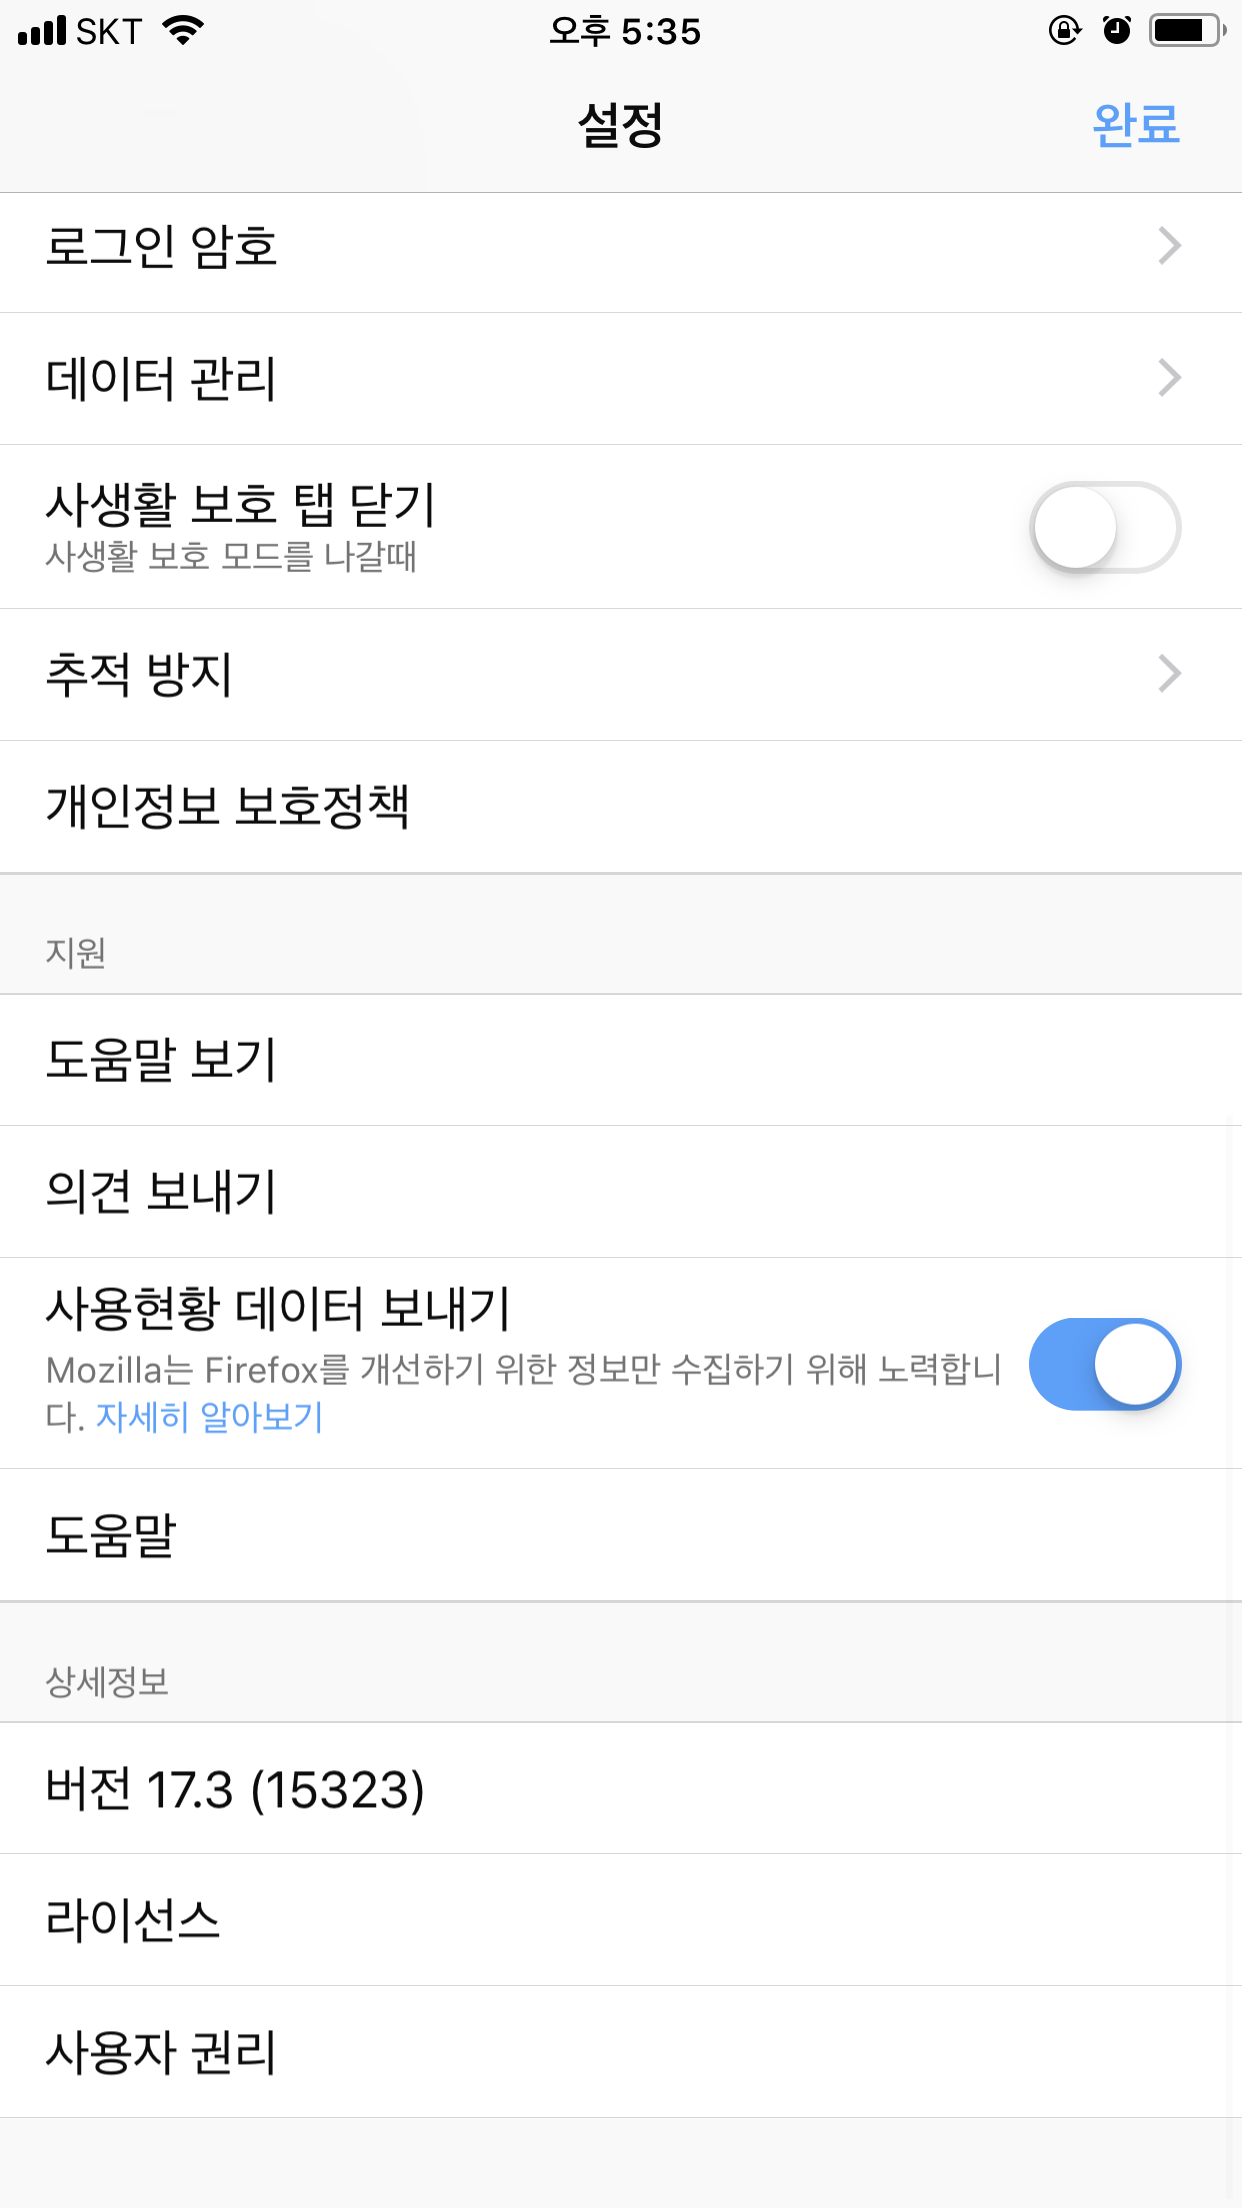 SKT 오후 5:35
설정 완료
로그인 암호
데이터 관리
사생활 보호 탭 닫기
사생활 보호 모드를 나갈때
추적 방지
개인정보 보호정책
지원
도움말 보기
의견 보내기
사용현황 데이터 보내기
Mozilla는 Firefox를 개선하기 위한 정보만 수집하기 위해 노력합니
다. 자세히 알아보기
도움말
상세정보
버전 17.3 (15323)
라이선스
사용자 권리